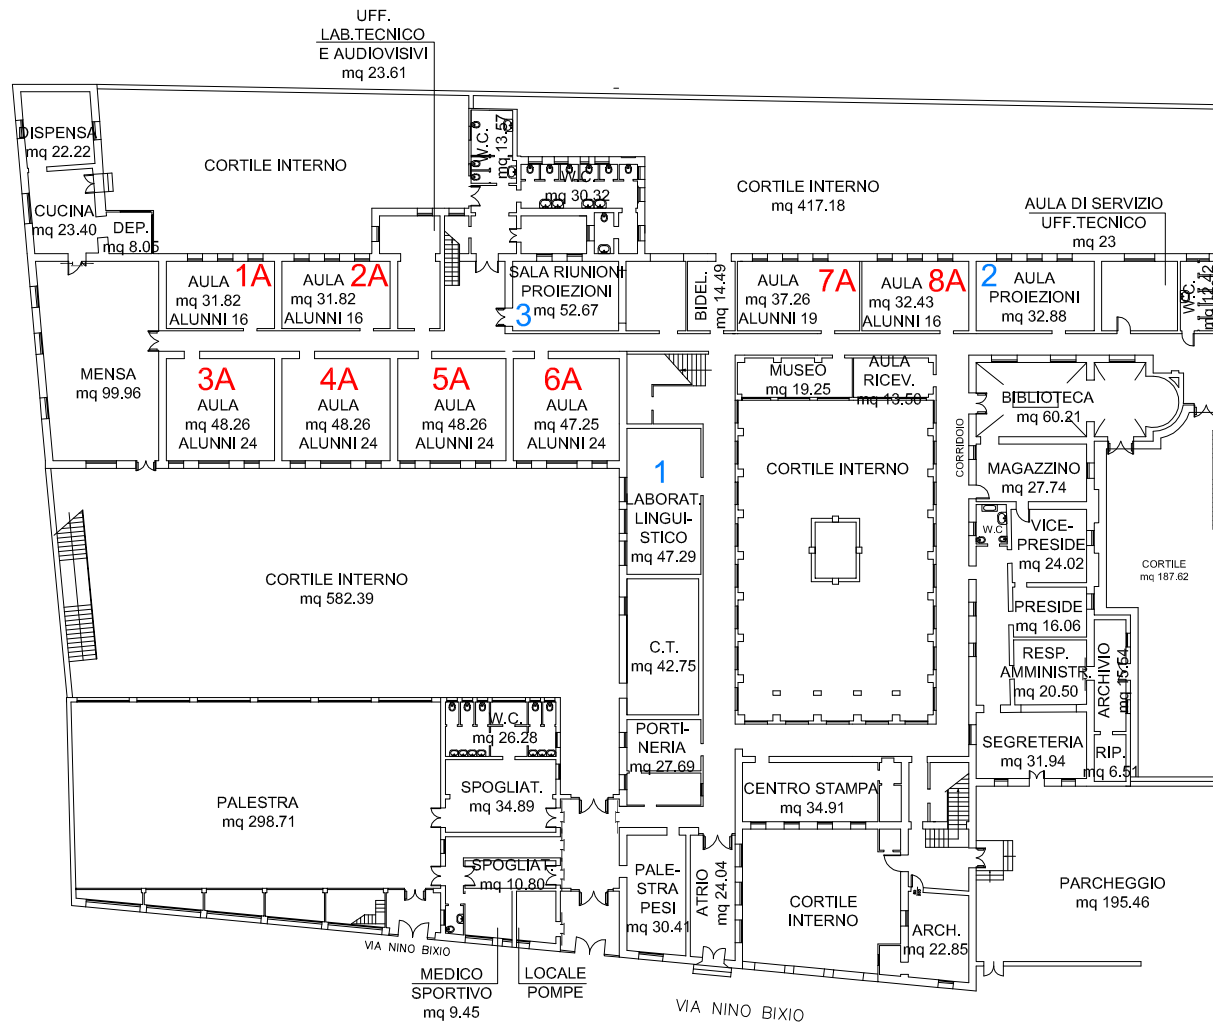 UFF.
LAB.TECNICO
E AUDIOVISIVI
mq 23.61
DISPENSA
mq 22.22
CORTILE INTERNO
W.C.
mq 13.57
W.C.
mq 30.32
CORTILE INTERNO
mq 417.18
AULA DI SERVIZIO
UFF.TECNICO
mq 23
CUCINA
mq 23.40
DEP.
mq 8.05
1A
AULA
mq 31.82
ALUNNI 16
2A
AULA
mq 31.82
ALUNNI 16
SALA RIUNIONI
PROIEZIONI
mq 52.67
3
BIDEL.
mq 14.49
7A
AULA
mq 37.26
ALUNNI 19
8A
AULA
mq 32.43
ALUNNI 16
2
AULA
PROIEZIONI
mq 32.88
W.C.
mq 12.42
MENSA
mq 99.96
3A
AULA
mq 48.26
ALUNNI 24
4A
AULA
mq 48.26
ALUNNI 24
5A
AULA
mq 48.26
ALUNNI 24
6A
AULA
mq 47.25
ALUNNI 24
MUSEO
mq 19.25
AULA
RICEV.
mq 13.50
BIBLIOTECA
mq 60.21
CORRIDOIO
1
LABORAT.
LINGUI-
STICO
mq 47.29
CORTILE INTERNO
MAGAZZINO
mq 27.74
W.C
VICE-
PRESIDE
mq 24.02
CORTILE
mq 187.62
CORTILE INTERNO
mq 582.39
PRESIDE
mq 16.06
C.T.
mq 42.75
RESP.
AMMINISTR.
mq 20.50
ARCHIVIO
mq 15.54
W.C.
mq 26.28
PORTI-
NERIA
mq 27.69
SEGRETERIA
mq 31.94
RIP.
mq 6.51
PALESTRA
mq 298.71
SPOGLIAT.
mq 34.89
CENTRO STAMPA
mq 34.91
SPOGLIAT.
mq 10.80
PALE-
STRA
PESI
mq 30.41
ATRIO
mq 24.04
CORTILE
INTERNO
ARCH.
mq 22.85
PARCHEGGIO
mq 195.46
VIA NINO BIXIO
MEDICO
SPORTIVO
mq 9.45
LOCALE
POMPE
VIA NINO BIXIO